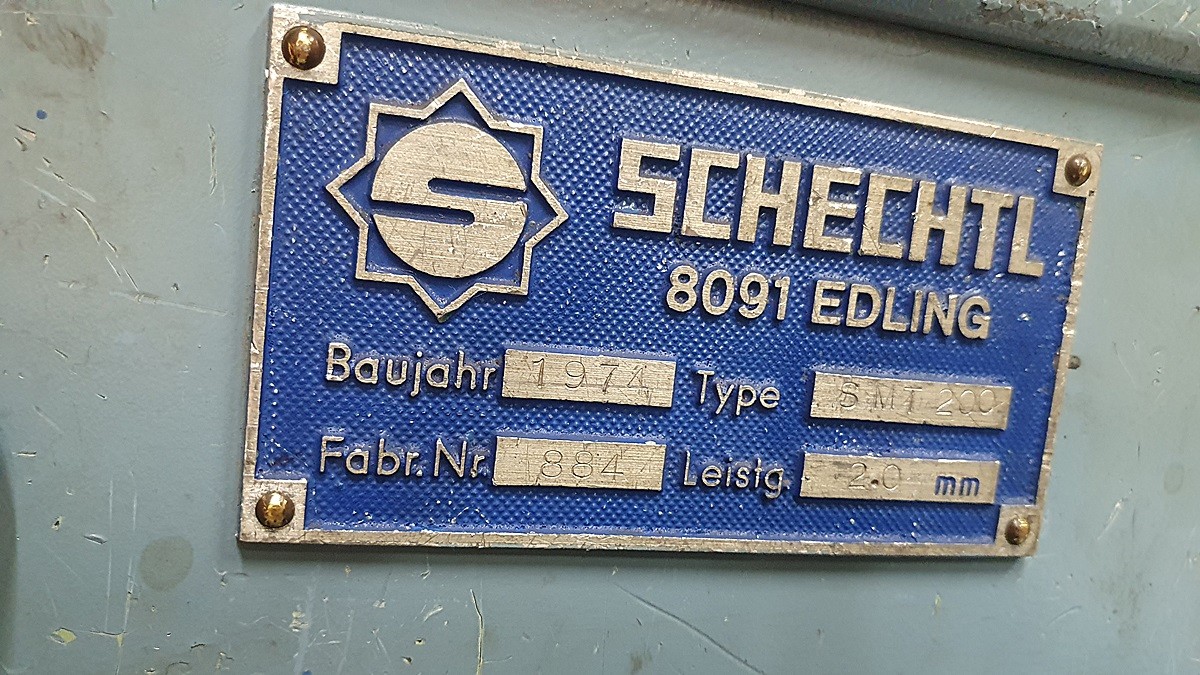 S
SCHECHTL
8091 EDLING
Baujahr 1974 Type SMT 200
Fabr. Nr. 884 Leistg. 2.0 mm